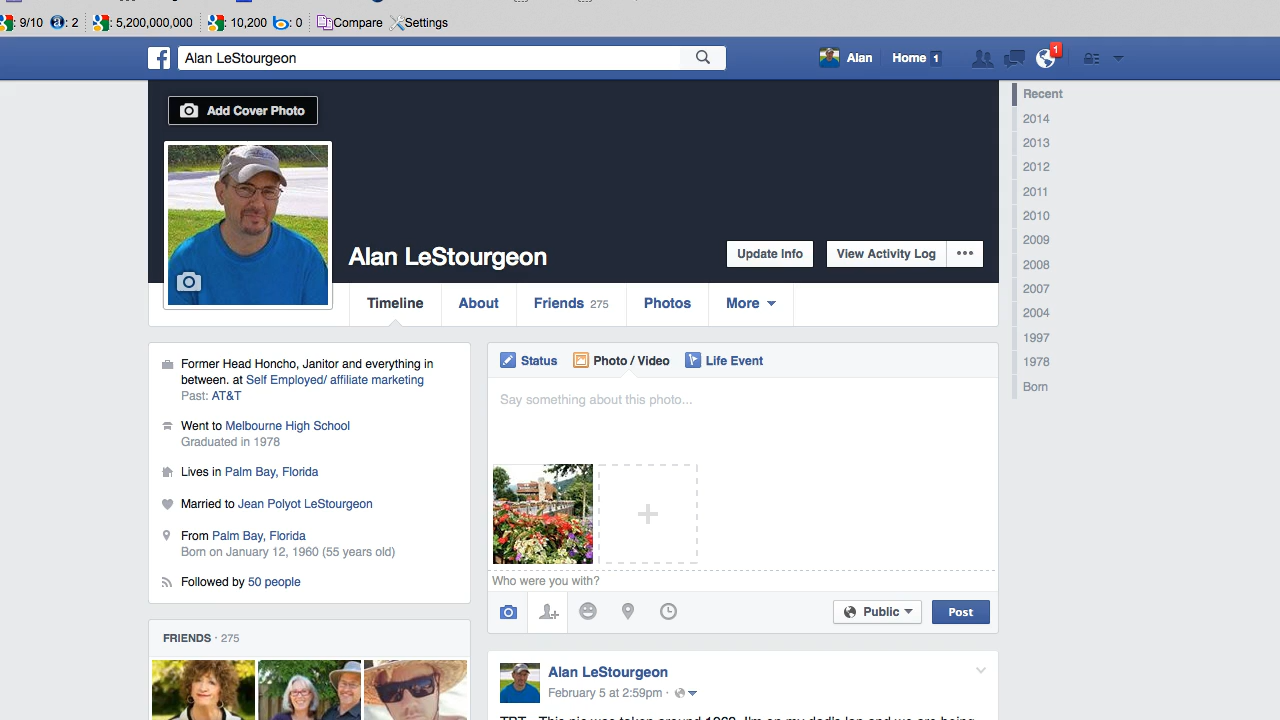 9/10 : 2 : 5,200,000,000 : 10,200 : 0 Compare Settings
Alan LeStourgeon
Alan Home 1
1
Add Cover Photo
Alan LeStourgeon
Update Info View Activity Log
Timeline About Friends 275 Photos More
Recent
2014
2013
2012
2011
2010
2009
2008
2007
2004
1997
1978
Born
Former Head Honcho, Janitor and everything in
between. at Self Employed/ affiliate marketing
Past: AT&T
Went to Melbourne High School
Graduated in 1978
Lives in Palm Bay, Florida
Married to Jean Polyot LeStourgeon
From Palm Bay, Florida
Born on January 12, 1960 (55 years old)
Followed by 50 people
FRIENDS · 275
Status Photo / Video Life Event
Say something about this photo...
Who were you with?
Public Post
Alan LeStourgeon
February 5 at 2:59pm ·